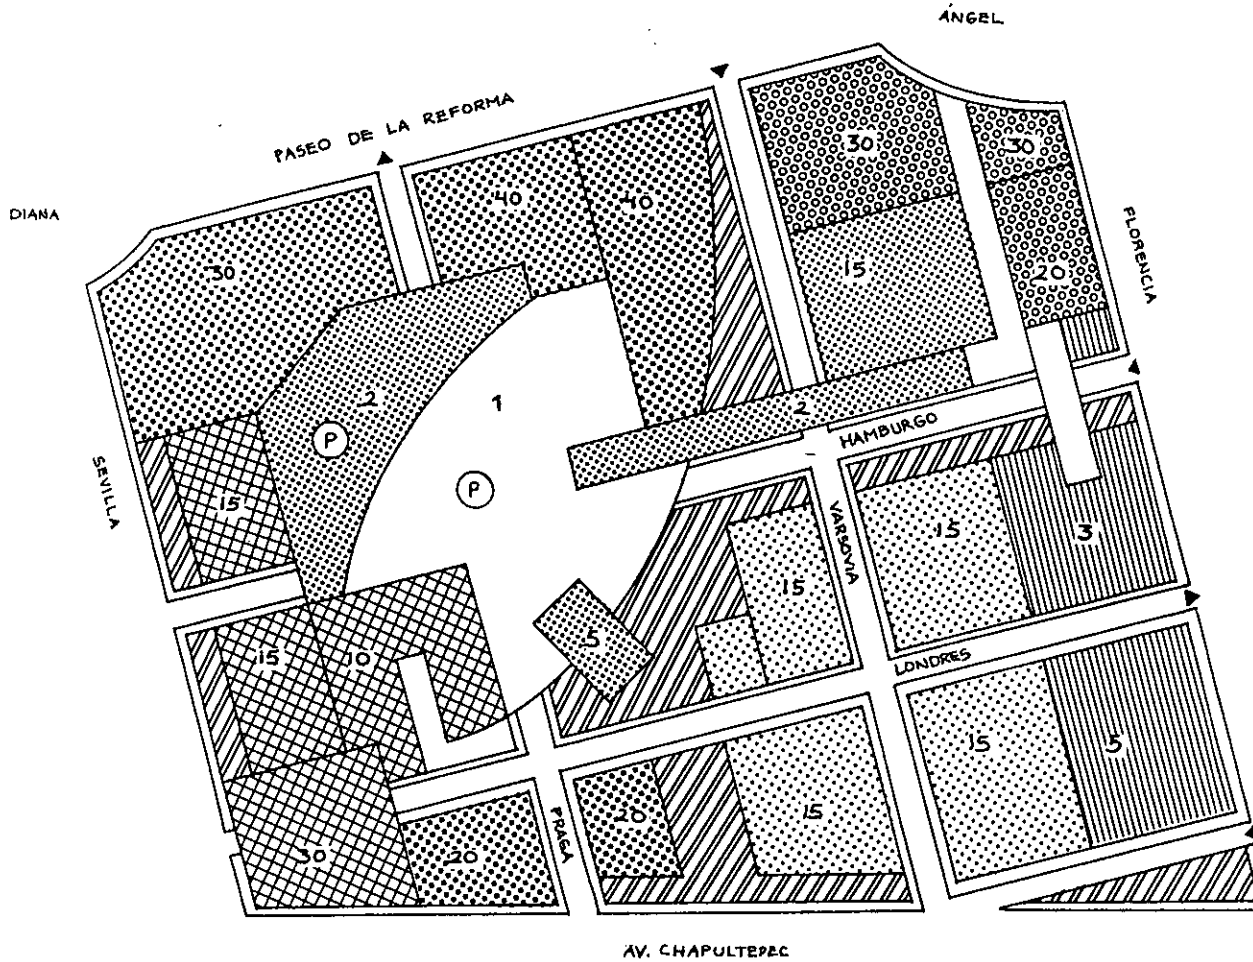 ÁNGEL
PASEO DE LA REFORMA
DIANA
30
30
40
40
FLORENCIA
30
15
20
2
1
2
P
HAMBURGO
SEVILLA
P
15
VARSOVIA
15
3
15
5
15
10
LONDRES
15
5
20
15
PRAGA
30
20
AV. CHAPULTEPEC